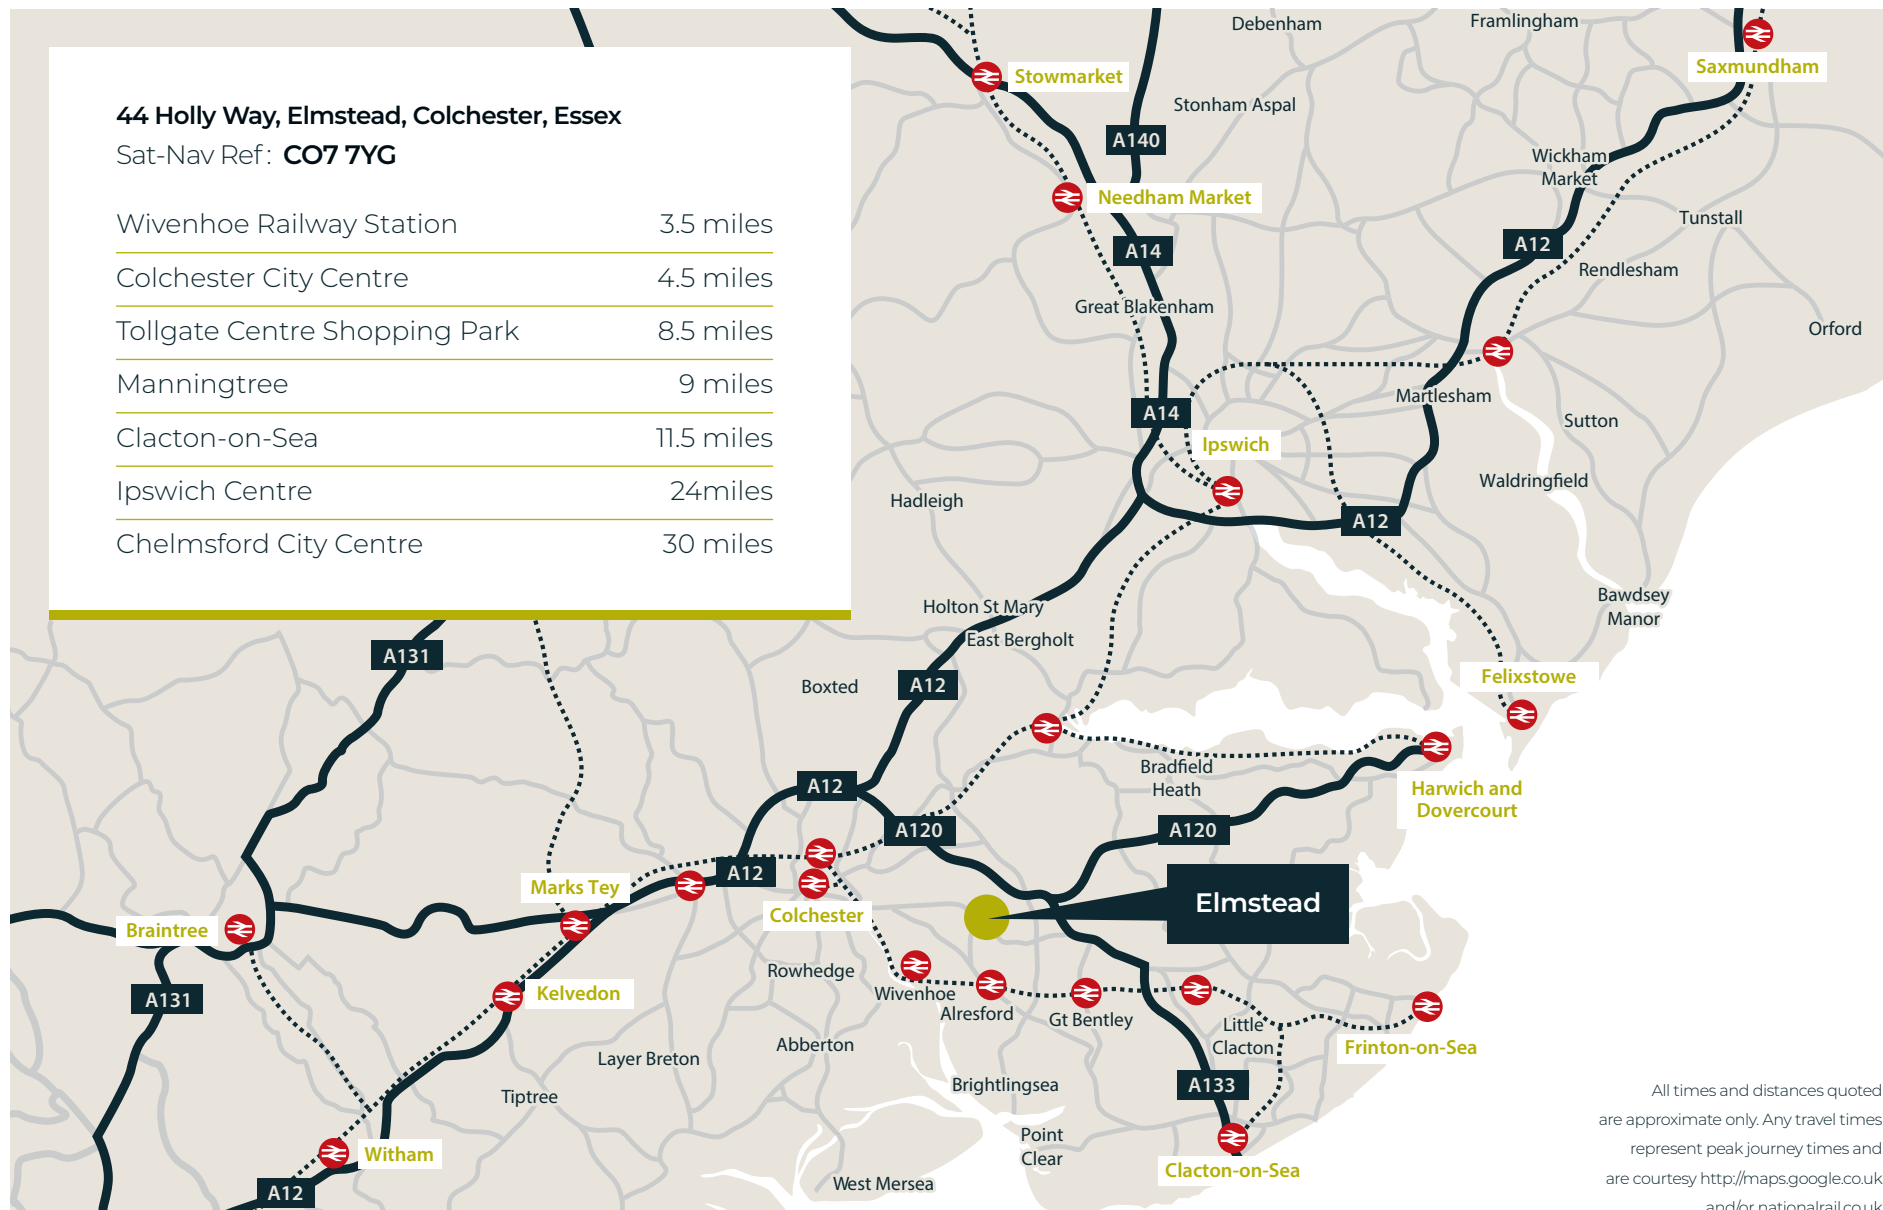 44 Holly Way, Elmstead, Colchester, Essex
Sat-Nav Ref: CO7 7YG
Wivenhoe Railway Station 3.5 miles
Colchester City Centre 4.5 miles
Tollgate Centre Shopping Park 8.5 miles
Manningtree 9 miles
Clacton-on-Sea 11.5 miles
Ipswich Centre 24miles
Chelmsford City Centre 30 miles
Debenham
Framlingham
Saxmundham
Stowmarket
Stonham Aspal
A140
Wickham
Market
Needham Market
Tunstall
A14
A12
Rendlesham
Great Blakenham
Orford
Martlesham
A14
Sutton
Ipswich
Waldringfield
Hadleigh
A12
Bawdsey
Manor
Holton St Mary
East Bergholt
A131
Felixstowe
Boxted
A12
Bradfield
Heath
A12
Harwich and
Dovercourt
A120
A120
A12
Marks Tey
Elmstead
Colchester
Braintree
Rowhedge
Kelvedon
Wivenhoe
A131
Alresford
Gt Bentley
Little
Clacton
Abberton
Frinton-on-Sea
Layer Breton
Brightlingsea
A133
Tiptree
Point
Clear
Witham
Clacton-on-Sea
West Mersea
A12
All times and distances quoted
are approximate only. Any travel times
represent peak journey times and
are courtesy http://maps.google.co.uk
and/or nationalrail.co.uk